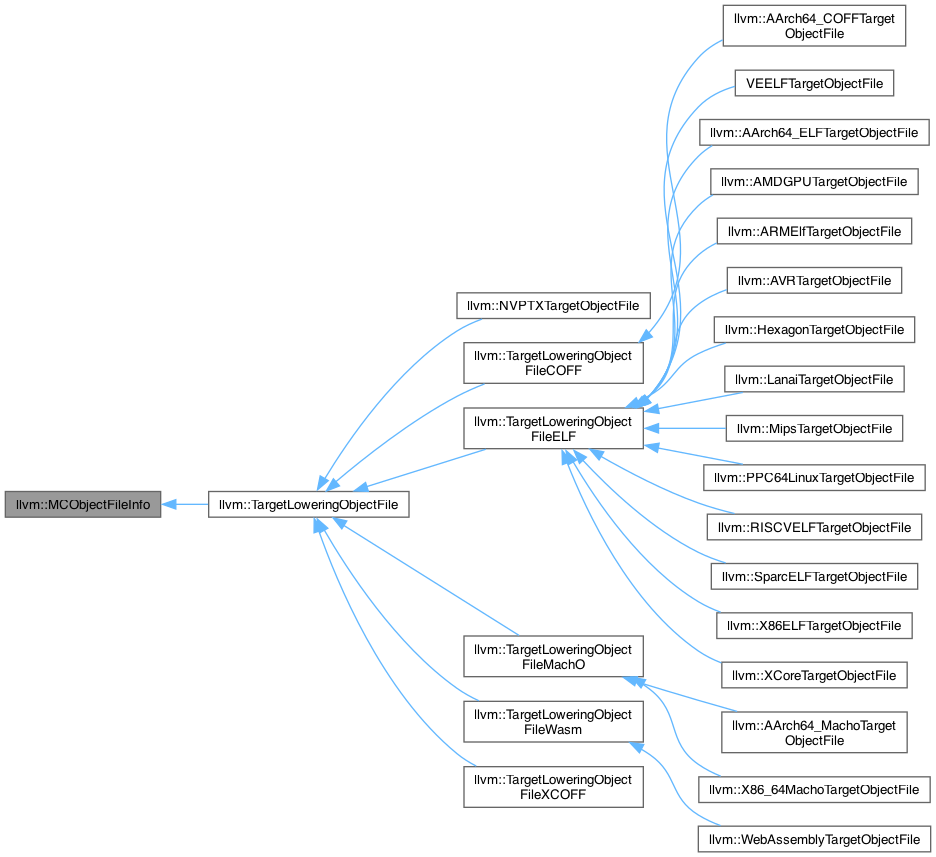 llvm::MCObjectFileInfo
llvm::TargetLoweringObjectFile
llvm::NVPTXTargetObjectFile
llvm::TargetLoweringObject
FileCOFF
llvm::TargetLoweringObject
FileELF
llvm::TargetLoweringObject
FileMachO
llvm::TargetLoweringObject
FileWasm
llvm::TargetLoweringObject
FileXCOFF
llvm::AArch64_COFFTarget
ObjectFile
VEELFTargetObjectFile
llvm::AArch64_ELFTargetObjectFile
llvm::AMDGPUTargetObjectFile
llvm::ARMElfTargetObjectFile
llvm::AVRTargetObjectFile
llvm::HexagonTargetObjectFile
llvm::LanaiTargetObjectFile
llvm::MipsTargetObjectFile
llvm::PPC64LinuxTargetObjectFile
llvm::RISCVELFTargetObjectFile
llvm::SparcELFTargetObjectFile
llvm::X86ELFTargetObjectFile
llvm::XCoreTargetObjectFile
llvm::AArch64_MachoTarget
ObjectFile
llvm::X86_64MachoTargetObjectFile
llvm::WebAssemblyTargetObjectFile